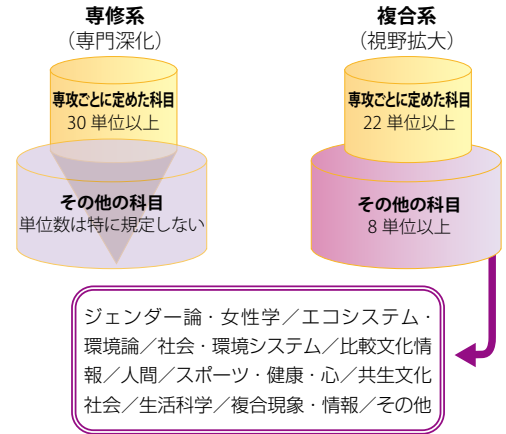 専修系
（専門深化）
専攻ごとに定めた科目
30 単位以上
その他の科目
単位数は特に規定しない
複合系
（視野拡大）
専攻ごとに定めた科目
22 単位以上
その他の科目
8 単位以上
ジェンダー論・女性学／エコシステム・
環境論／社会・環境システム／比較文化情
報／人間／スポーツ・健康・心／共生文化
社会／生活科学／複合現象・情報／その他